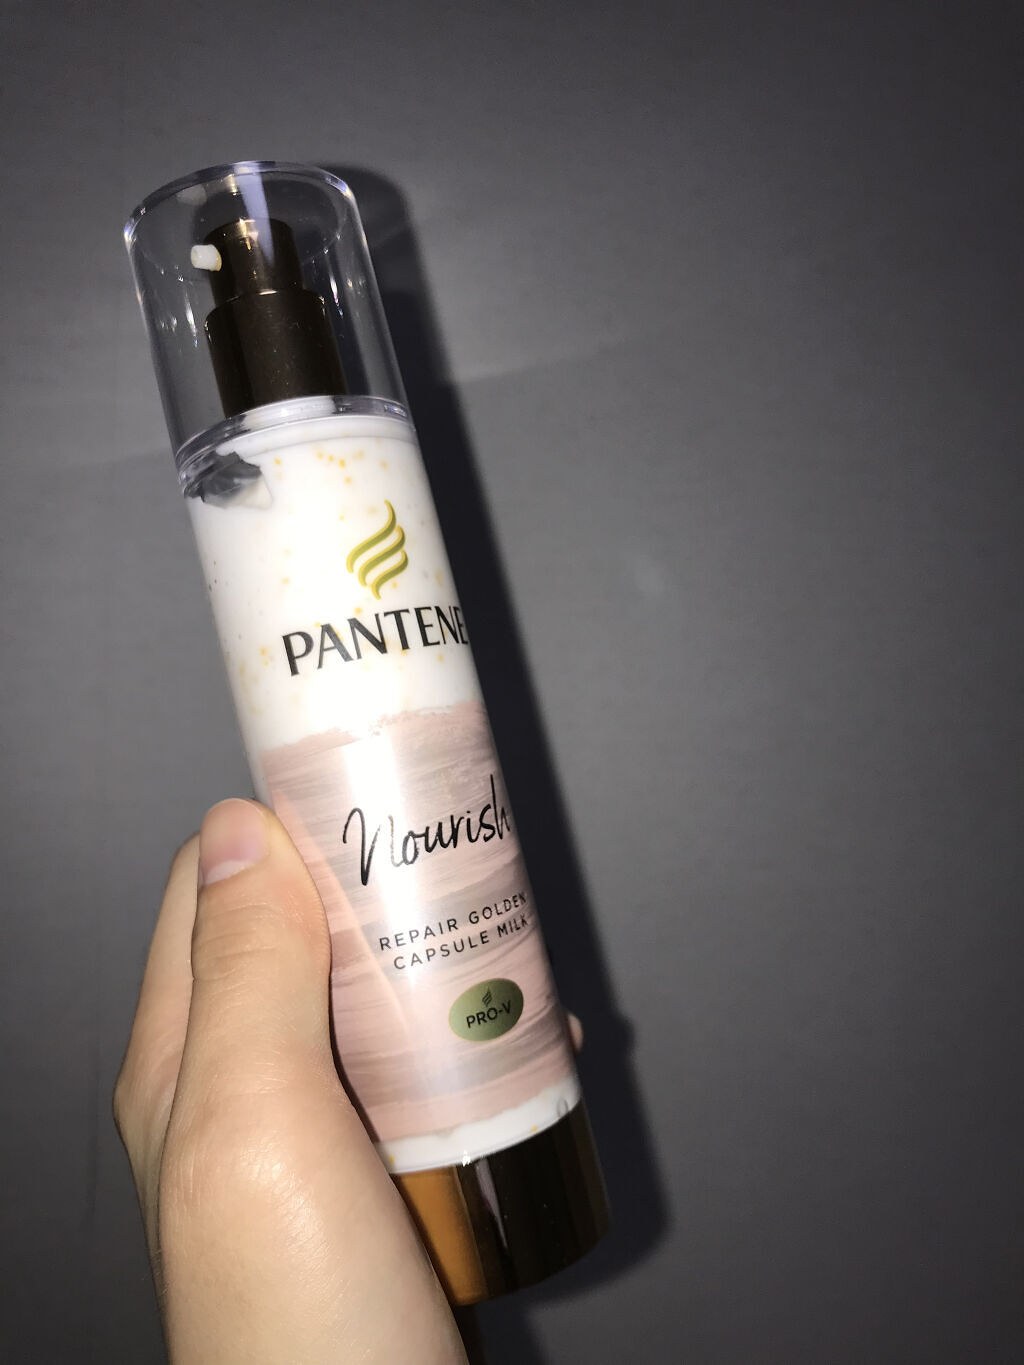 PANTENE
Nourish
REPAIR GOLDEN
CAPSULE MILK
PRO-V